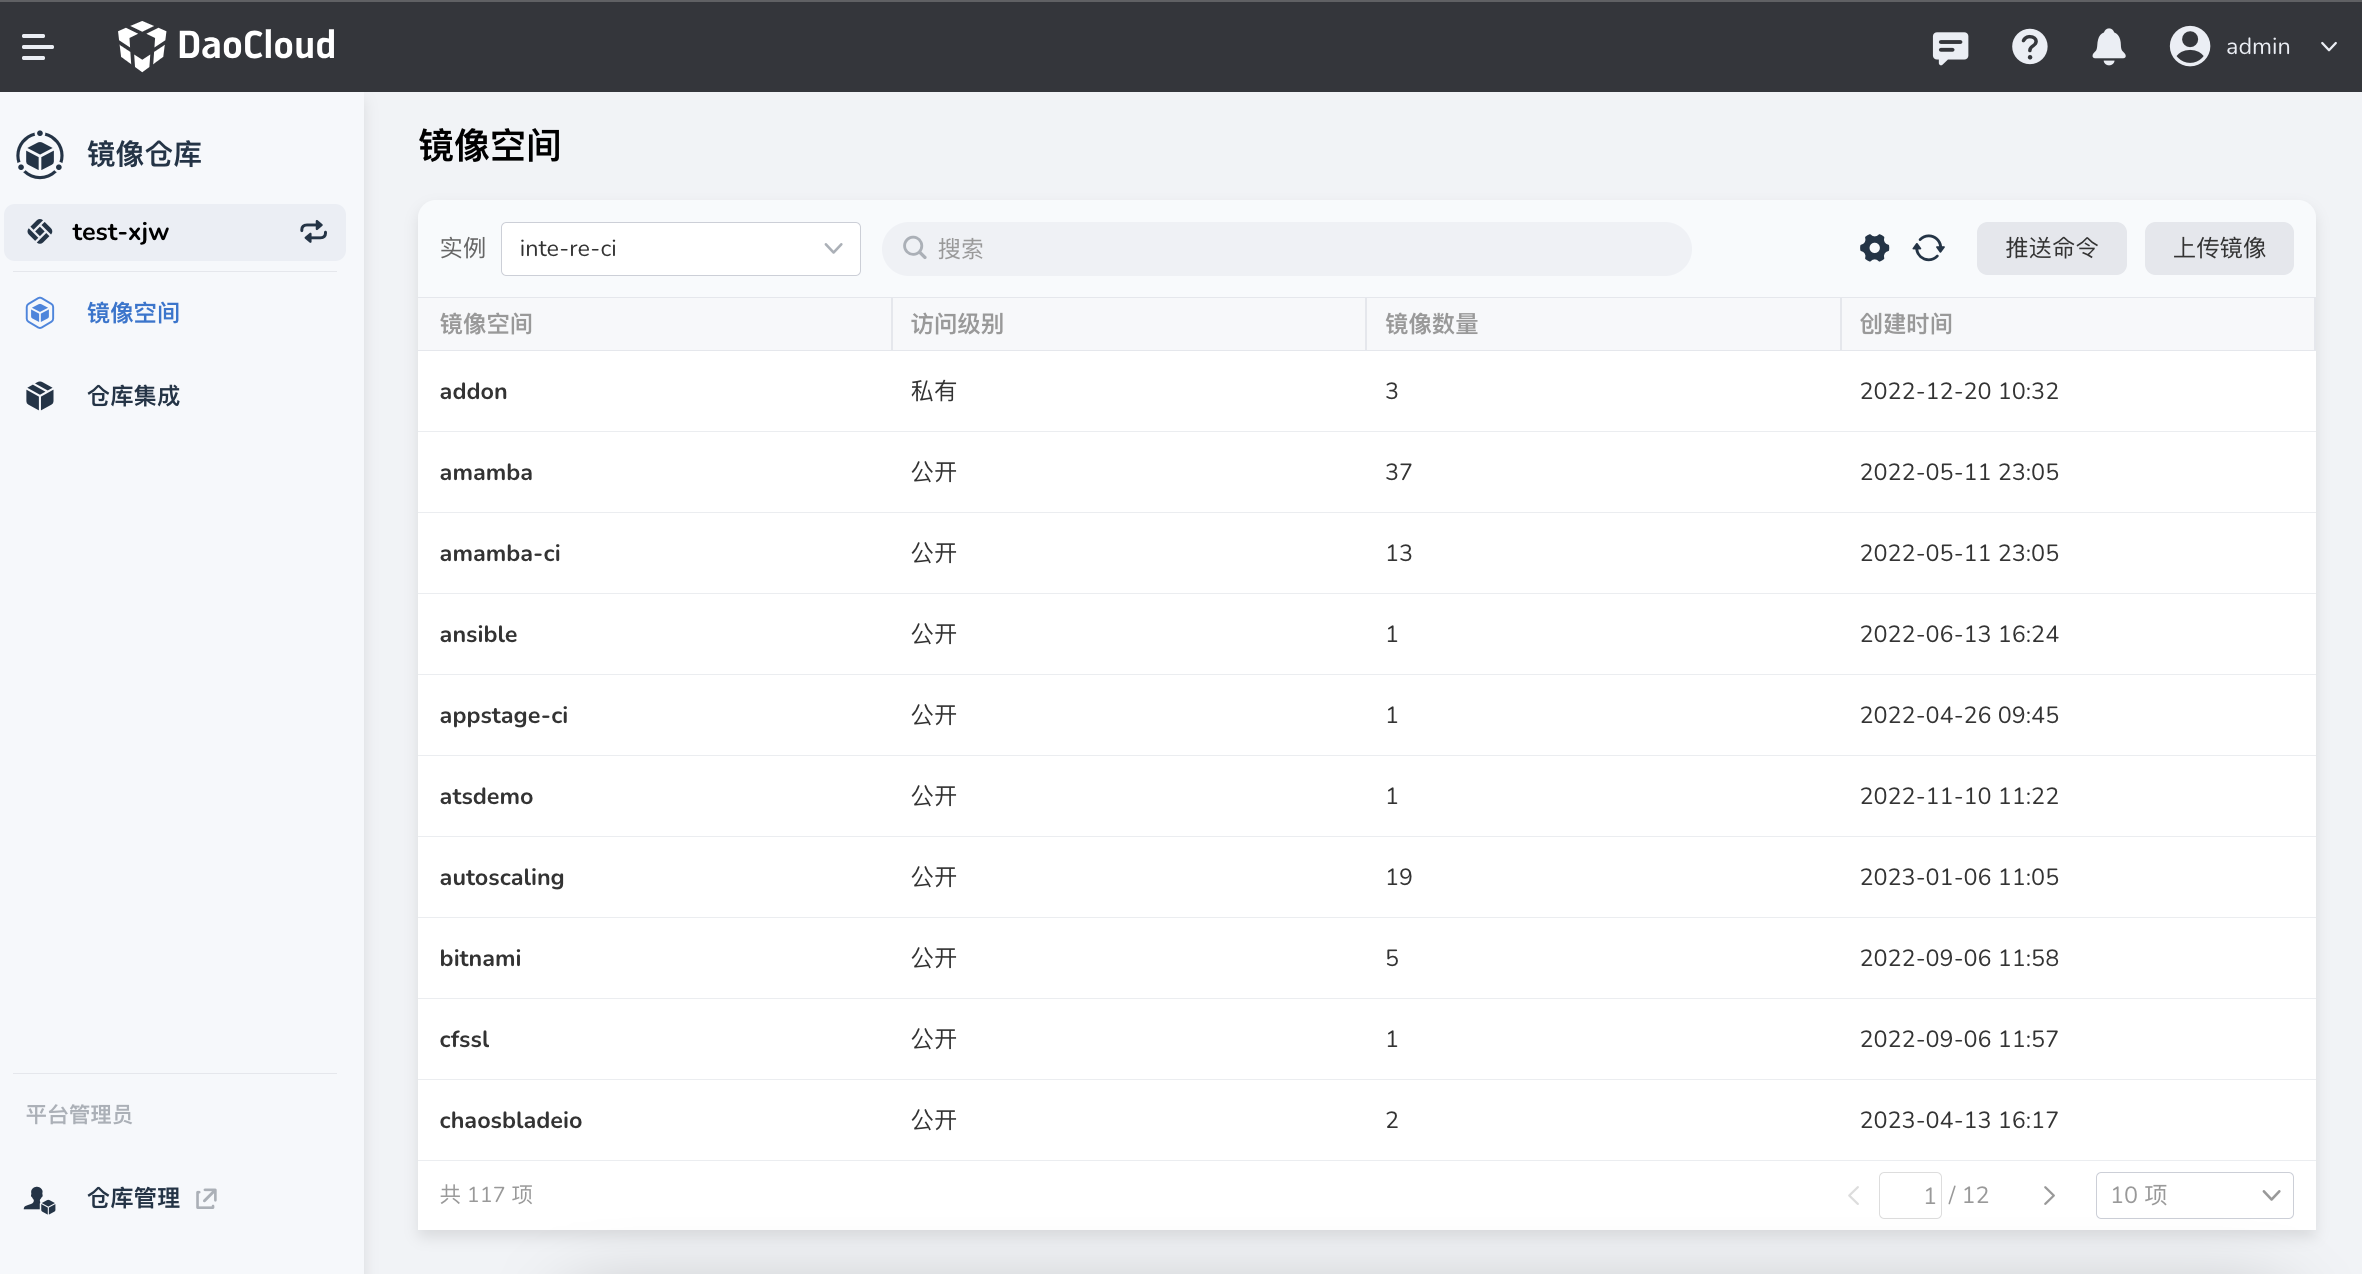 DaoCloud
admin
镜像仓库
test-xjw
镜像空间
仓库集成
平台管理员
仓库管理
镜像空间
实例 inte-re-ci 搜索 推送命令 上传镜像
镜像空间 访问级别 镜像数量 创建时间
addon 私有 3 2022-12-20 10:32
amamba 公开 37 2022-05-11 23:05
amamba-ci 公开 13 2022-05-11 23:05
ansible 公开 1 2022-06-13 16:24
appstage-ci 公开 1 2022-04-26 09:45
atsdemo 公开 1 2022-11-10 11:22
autoscaling 公开 19 2023-01-06 11:05
bitnami 公开 5 2022-09-06 11:58
cfssl 公开 1 2022-09-06 11:57
chaosbladeio 公开 2 2023-04-13 16:17
共 117 项 1 / 12 10 项